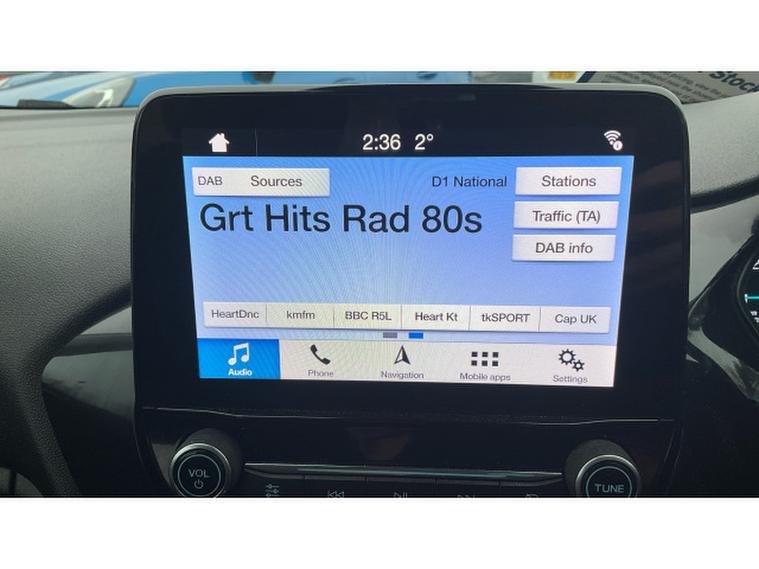 2:36 2°
DAB Sources
D1 National
Stations
Grt Hits Rad 80s
Traffic (TA)
DAB info
HeartDnc kmfm BBC R5L Heart Kt tkSPORT Cap UK
Audio Phone Navigation Mobile apps Settings
VOL
TUNE
Stock